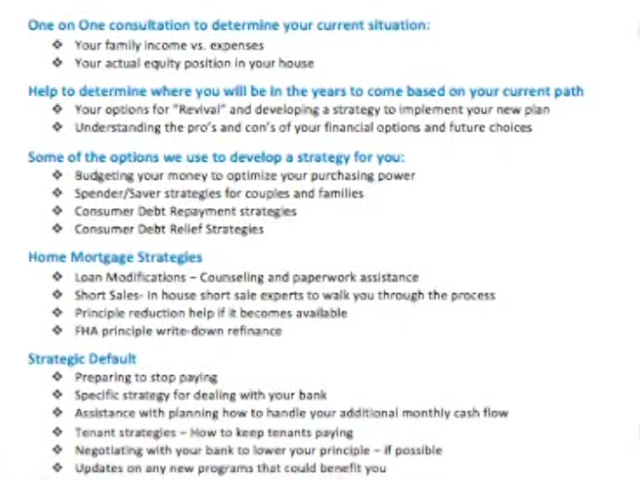 One on One consultation to determine your current situation:
❖ Your family income vs. expenses
❖ Your actual equity position in your house
Help to determine where you will be in the years to come based on your current path
❖ Your options for "Revival" and developing a strategy to implement your new plan
❖ Understanding the pro's and con's of your financial options and future choices
Some of the options we use to develop a strategy for you:
❖ Budgeting your money to optimize your purchasing power
❖ Spender/Saver strategies for couples and families
❖ Consumer Debt Repayment strategies
❖ Consumer Debt Relief Strategies
Home Mortgage Strategies
❖ Loan Modifications – Counseling and paperwork assistance
❖ Short Sales- In house short sale experts to walk you through the process
❖ Principle reduction help if it becomes available
❖ FHA principle write-down refinance
Strategic Default
❖ Preparing to stop paying
❖ Specific strategy for dealing with your bank
❖ Assistance with planning how to handle your additional monthly cash flow
❖ Tenant strategies – How to keep tenants paying
❖ Negotiating with your bank to lower your principle – if possible
❖ Updates on any new programs that could benefit you